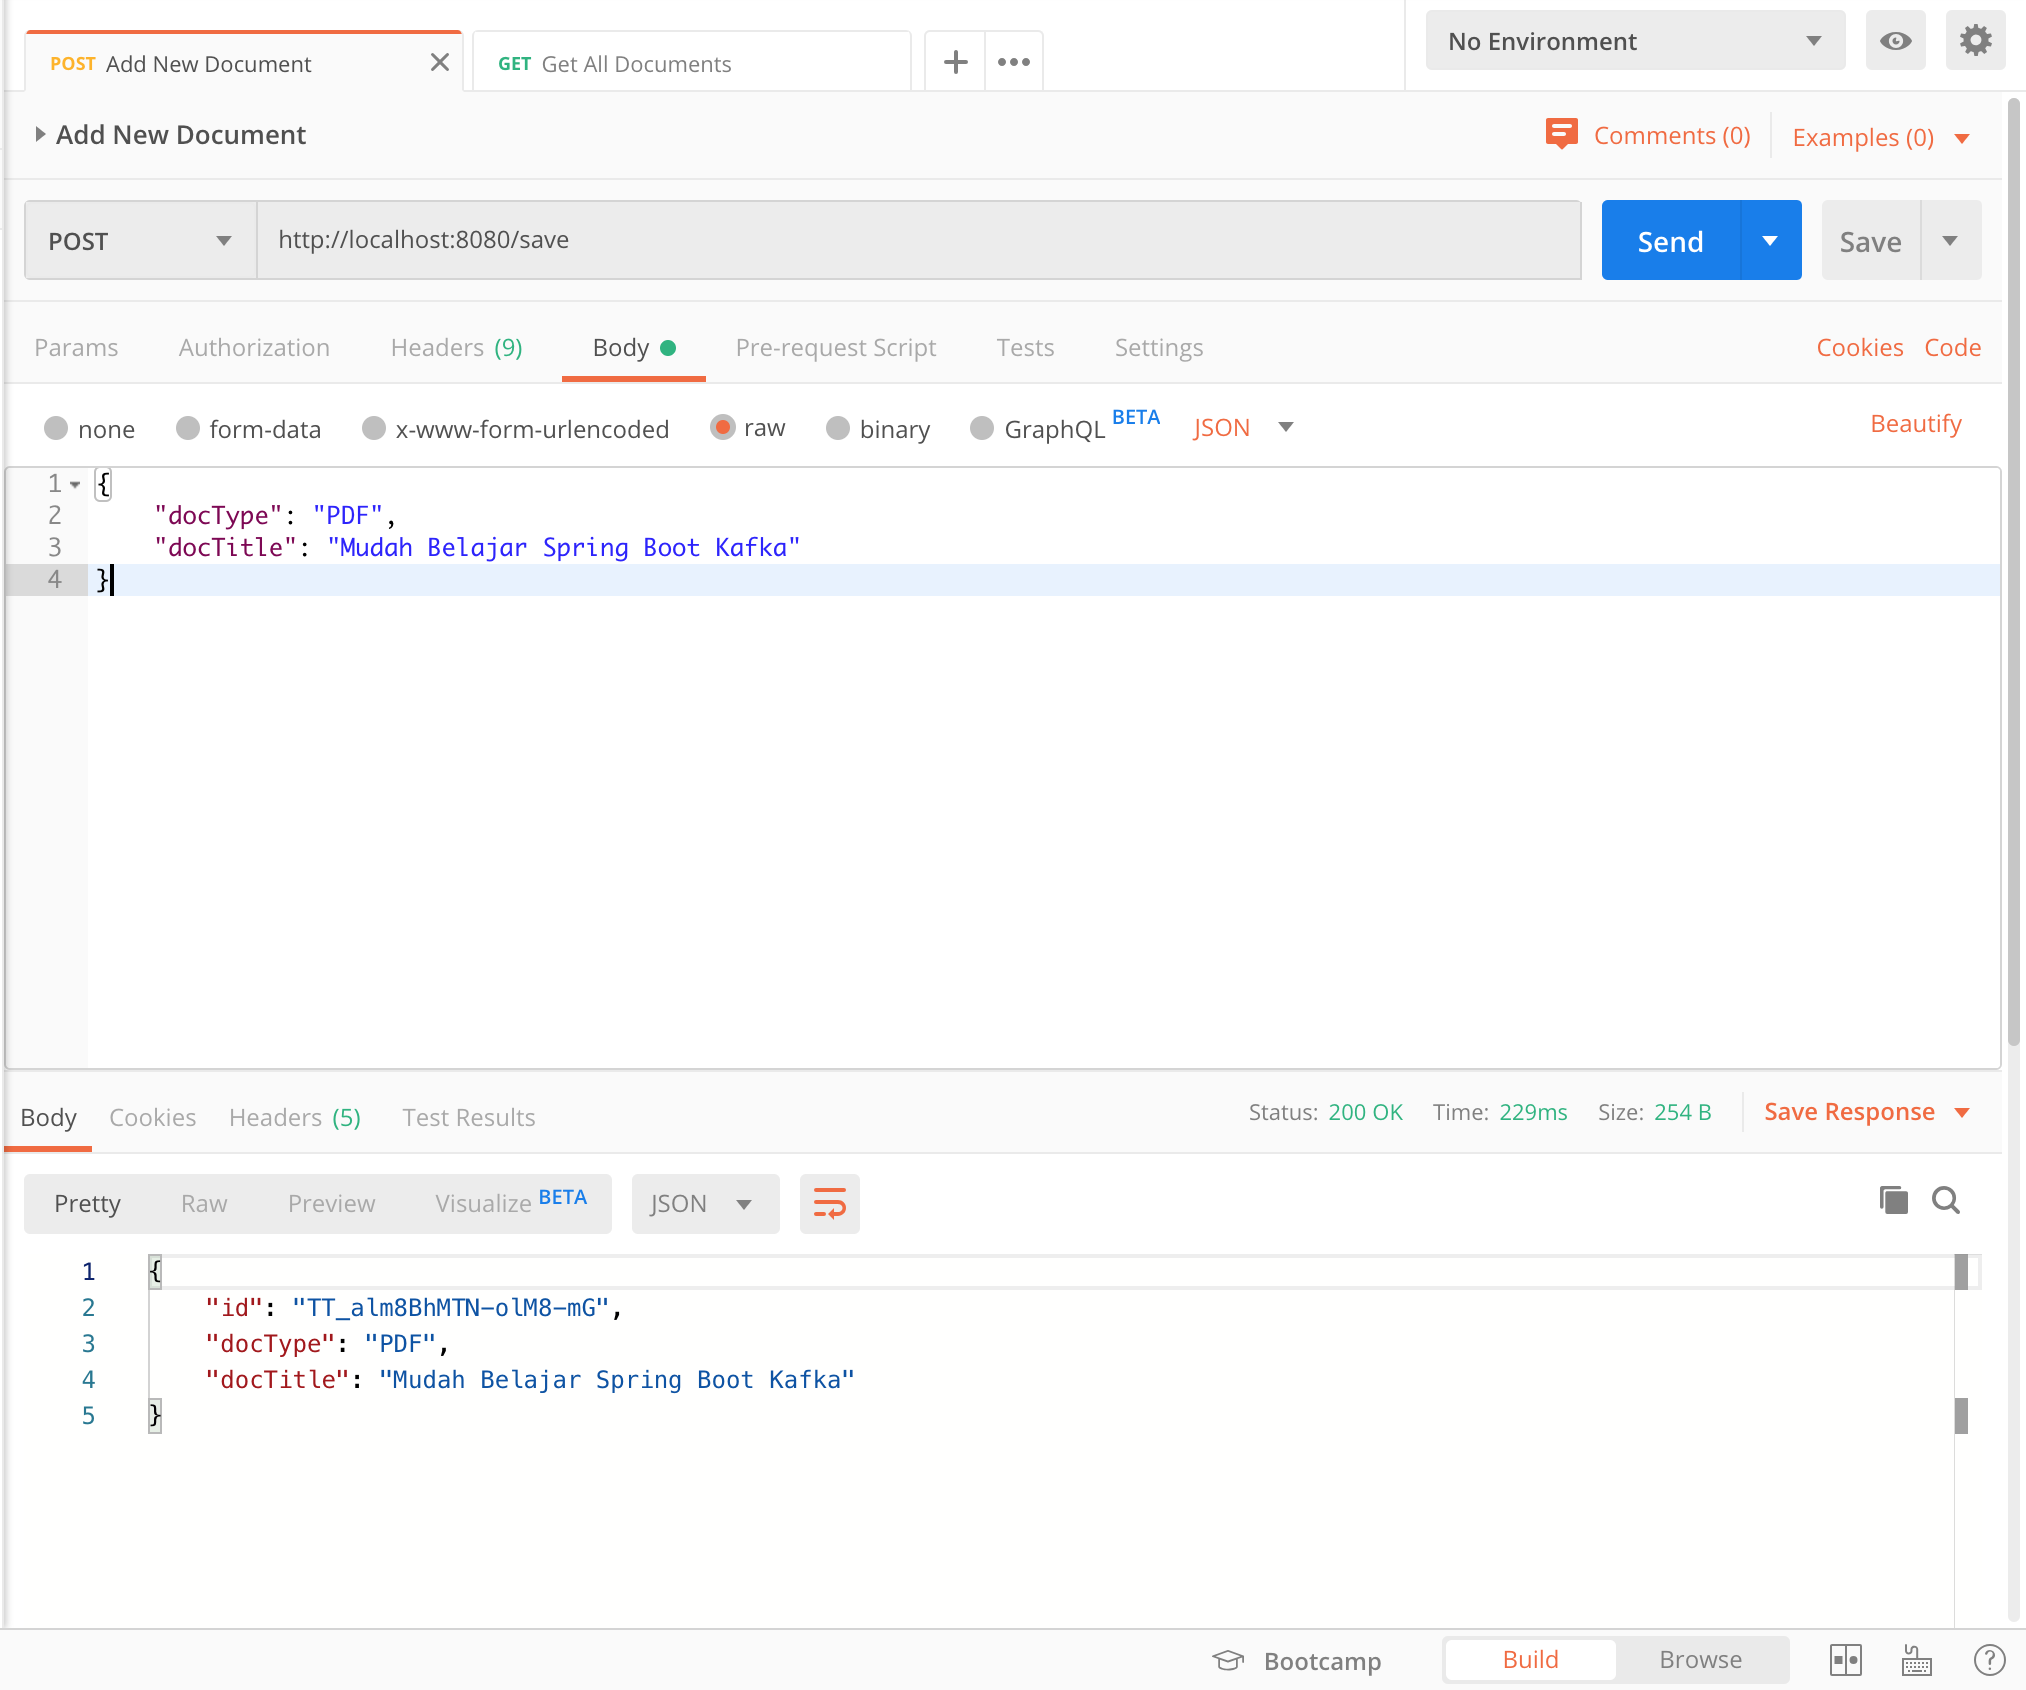 POST Add New Document GET Get All Documents No Environment
Add New Document Comments (0) Examples (0)
POST http://localhost:8080/save Send Save
Params Authorization Headers (9) Body Pre-request Script Tests Settings Cookies Code
none form-data x-www-form-urlencoded raw binary GraphQL BETA JSON Beautify
1 {
2 "docType": "PDF",
3 "docTitle": "Mudah Belajar Spring Boot Kafka"
4 }
Body Cookies Headers (5) Test Results Status: 200 OK Time: 229ms Size: 254 B Save Response
Pretty Raw Preview Visualize BETA JSON
1 {
2 "id": "TT_alm8BhMTN-olM8-mG",
3 "docType": "PDF",
4 "docTitle": "Mudah Belajar Spring Boot Kafka"
5 }
Bootcamp Build Browse